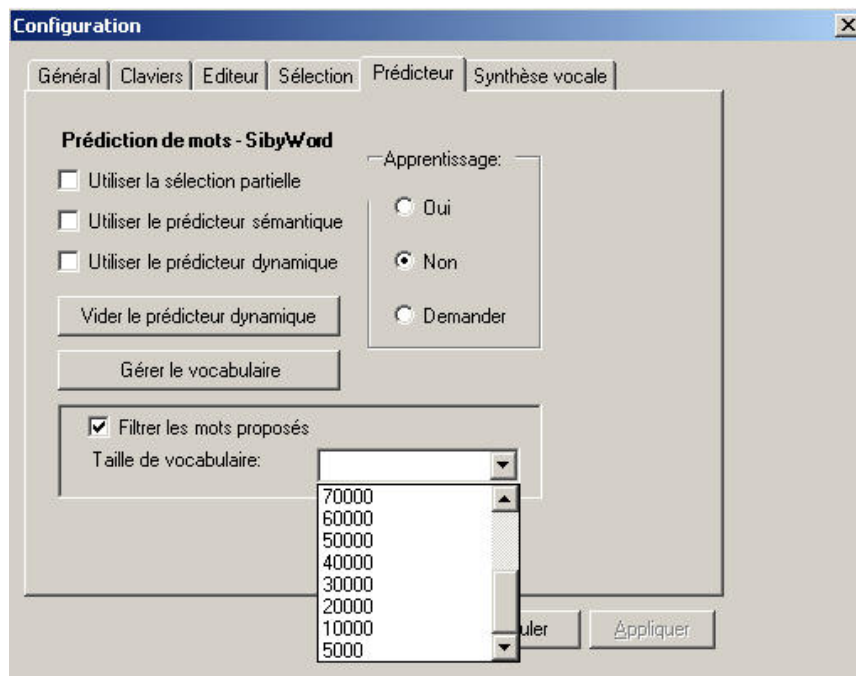 Configuration
Général Claviers Editeur Sélection Prédicteur Synthèse vocale
Prédiction de mots - SibyWord
Utiliser la sélection partielle
Utiliser le prédicteur sémantique
Utiliser le prédicteur dynamique
Vider le prédicteur dynamique
Gérer le vocabulaire
Apprentissage:
Oui
Non
Demander
Filtrer les mots proposés
Taille de vocabulaire:
70000
60000
50000
40000
30000
20000
10000
5000
uler
Appliquer